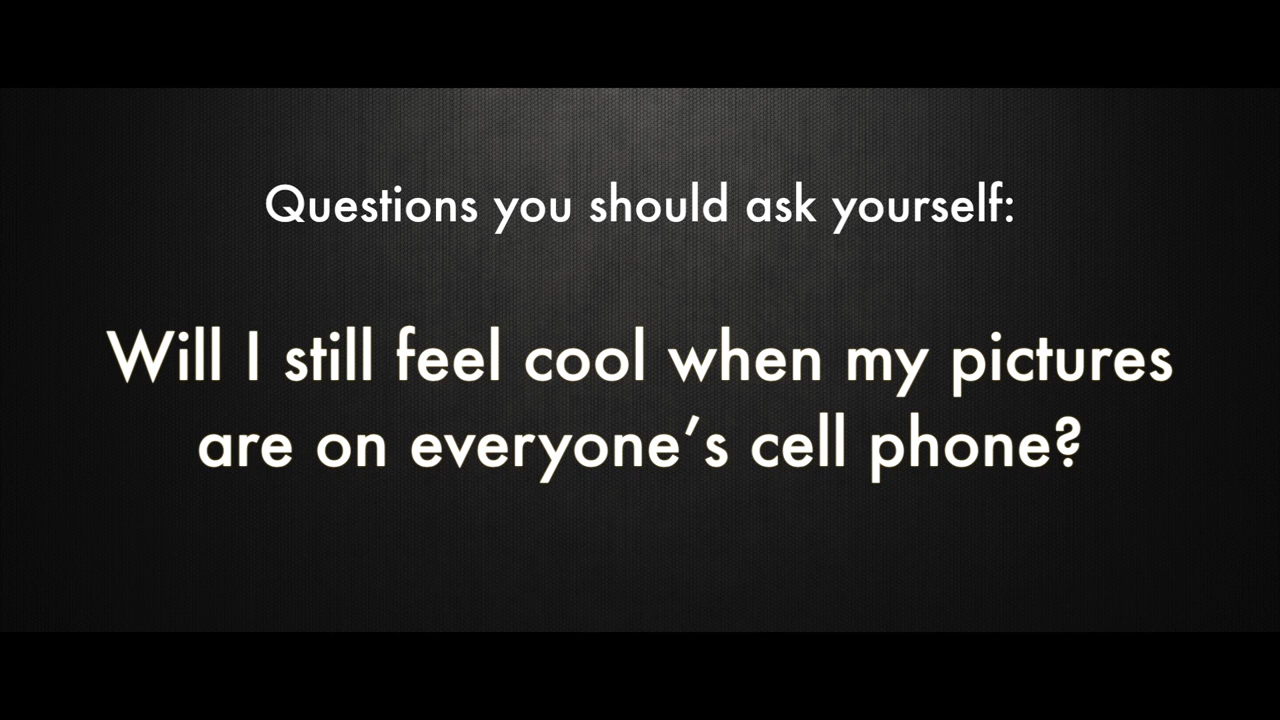 Questions you should ask yourself:
Will I still feel cool when my pictures
are on everyone’s cell phone?